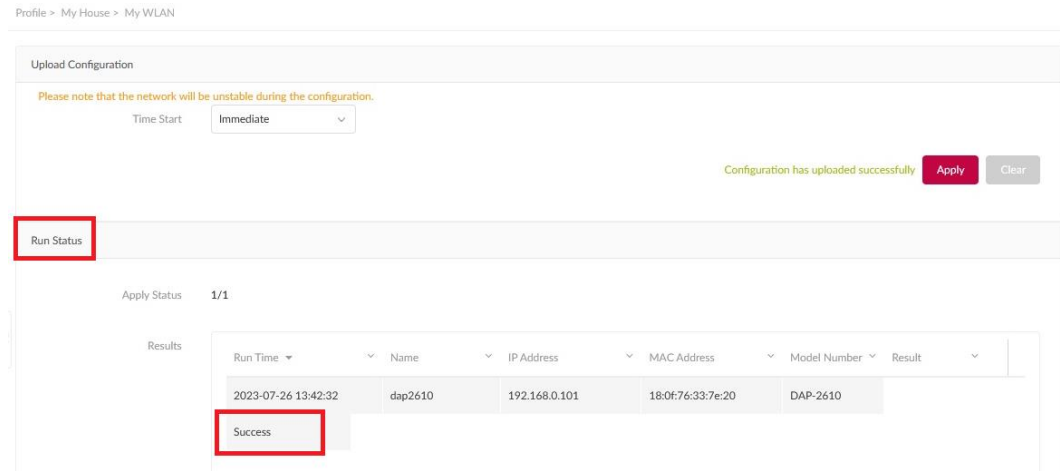 Profile > My House > My WLAN
Upload Configuration
Please note that the network will be unstable during the configuration.
Time Start Immediate
Configuration has uploaded successfully Apply Clear
Run Status
Apply Status 1/1
Results
Run Time Name IP Address MAC Address Model Number Result
2023-07-26 13:42:32 dap2610 192.168.0.101 18:0f:76:33:7e:20 DAP-2610
Success